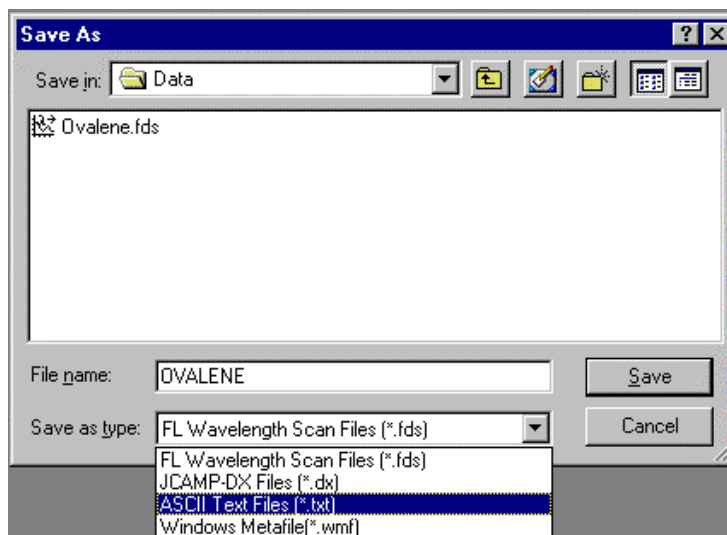 Save As
Save in: Data
Ovalene.fds
File name: OVALENE
Save
Save as type: FL Wavelength Scan Files (*.fds)
Cancel
FL Wavelength Scan Files (*.fds)
JCAMP-DX Files (*.dx)
ASCII Text Files (*.txt)
Windows Metafile(*.wmf)